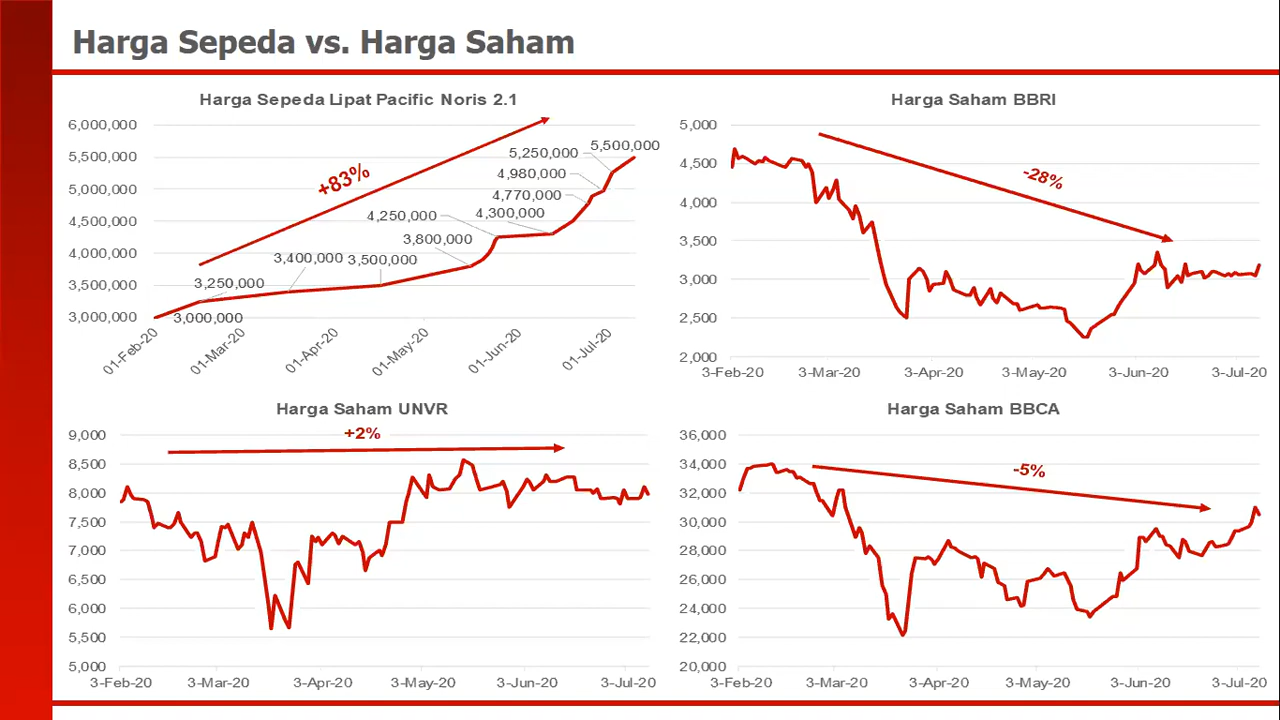 Harga Sepeda vs. Harga Saham
Harga Sepeda Lipat Pacific Noris 2.1
6,000,000
5,500,000
5,000,000
4,500,000
4,000,000
3,500,000
3,000,000
+83%
5,500,000
5,250,000
4,980,000
4,770,000
4,250,000
4,300,000
3,800,000
3,400,000
3,500,000
3,250,000
3,000,000
01-Feb-20
01-Mar-20
01-Apr-20
01-May-20
01-Jun-20
01-Jul-20
Harga Saham BBRI
5,000
4,500
4,000
3,500
3,000
2,500
2,000
-28%
3-Feb-20
3-Mar-20
3-Apr-20
3-May-20
3-Jun-20
3-Jul-20
Harga Saham UNVR
9,000
8,500
8,000
7,500
7,000
6,500
6,000
5,500
5,000
+2%
3-Feb-20
3-Mar-20
3-Apr-20
3-May-20
3-Jun-20
3-Jul-20
Harga Saham BBCA
36,000
34,000
32,000
30,000
28,000
26,000
24,000
22,000
20,000
-5%
3-Feb-20
3-Mar-20
3-Apr-20
3-May-20
3-Jun-20
3-Jul-20